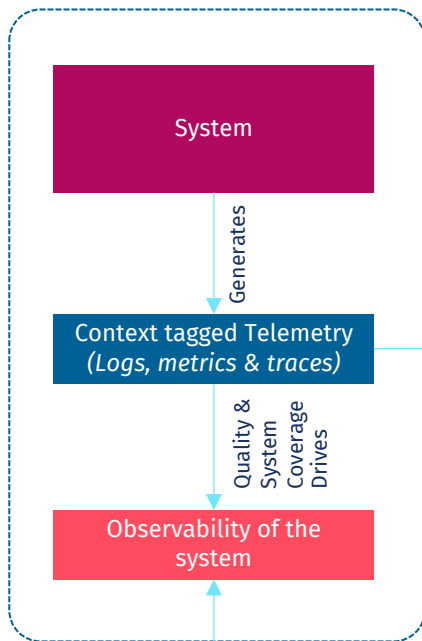 System
Generates
Context tagged Telemetry
(Logs, metrics & traces)
Quality &
System
Coverage
Drives
Observability of the
system